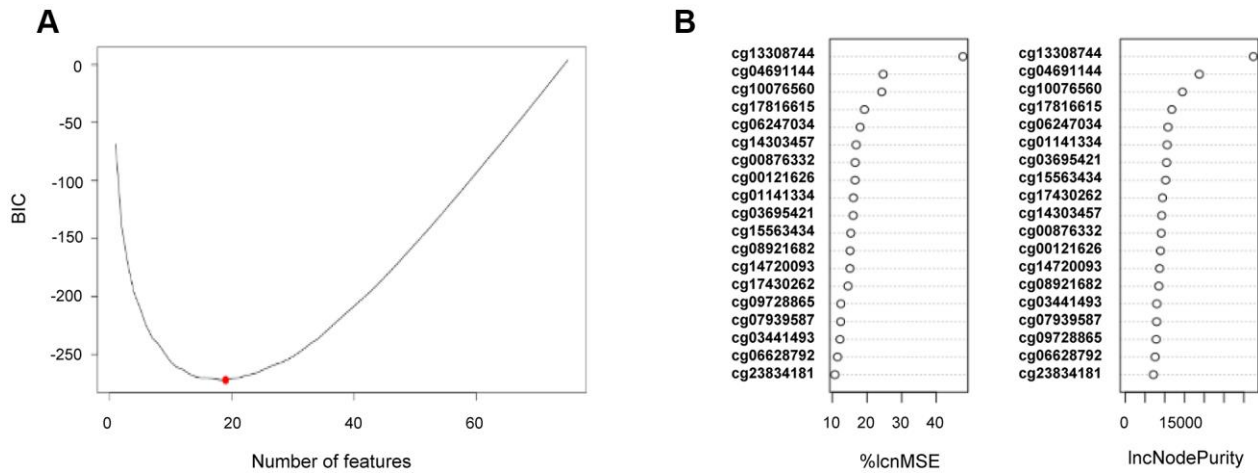 A
BIC
0
-50
-100
-150
-200
-250
0 20 40 60
Number of features
B
cg13308744
cg04691144
cg10076560
cg17816615
cg06247034
cg14303457
cg00876332
cg00121626
cg01141334
cg03695421
cg15563434
cg08921682
cg14720093
cg17430262
cg09728865
cg07939587
cg03441493
cg06628792
cg23834181
10 20 30 40
%lcnMSE
cg13308744
cg04691144
cg10076560
cg17816615
cg06247034
cg01141334
cg03695421
cg15563434
cg17430262
cg14303457
cg00876332
cg00121626
cg14720093
cg08921682
cg03441493
cg07939587
cg09728865
cg06628792
cg23834181
0 15000
IncNodePurity